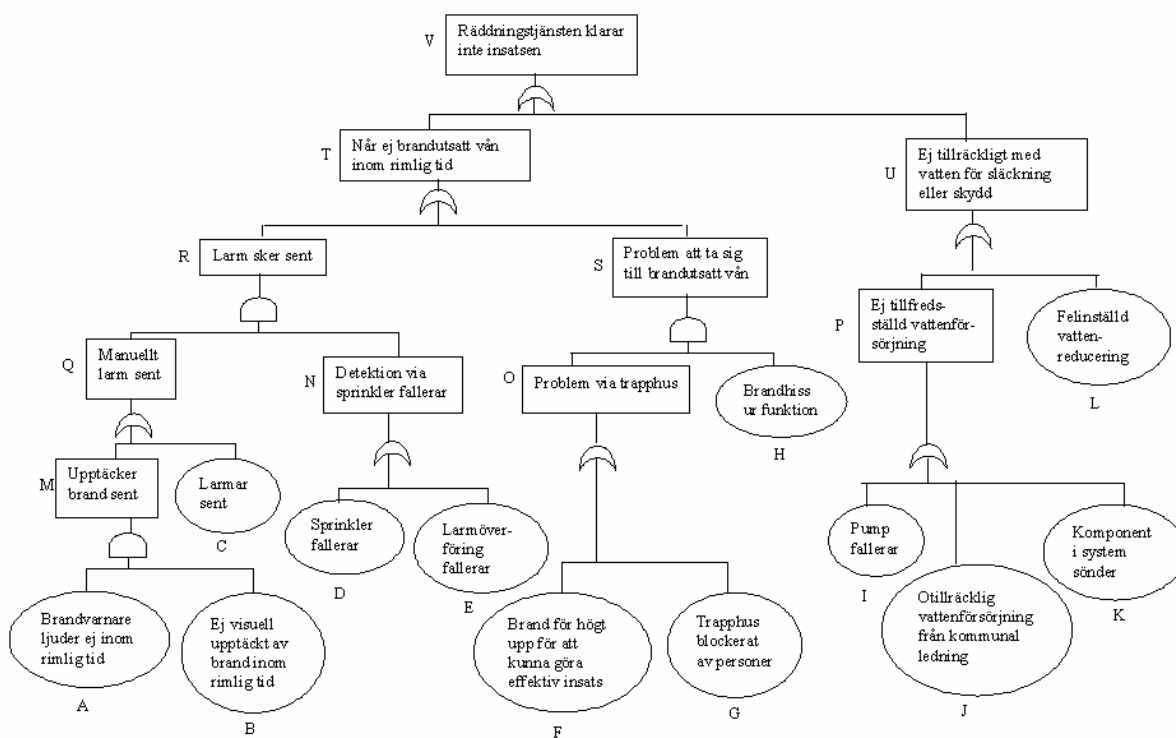 V
Räddningstjänsten klarar
inte insatsen
T
Når ej brandutsatt vån
inom rimlig tid
U
Ej tillräckligt med
vatten för släckning
eller skydd
R
Larm sker sent
S
Problem att ta sig
till brandutsatt vån
P
Ej tillfreds-
ställd vattenför-
sörjning
Felinställd
vatten-
reducering
L
Q
Manuellt
larm sent
N
Detektion via
sprinkler fallerar
O
Problem via trapphus
Brandhiss
ur funktion
H
M
Upptäcker
brand sent
Larmar
sent
C
Sprinkler
fallerar
D
Larmöver-
föring
fallerar
E
Pump
fallerar
I
Komponent
i system
sönder
K
Brandvarnare
ljuder ej inom
rimlig tid
A
Ej visuell
upptäckt av
brand inom
rimlig tid
B
Brand för högt
upp för att
kunna göra
effektiv insats
F
Trapphus
blockerat
av personer
G
Otillräcklig
vattenförsörjning
från kommunal
ledning
J